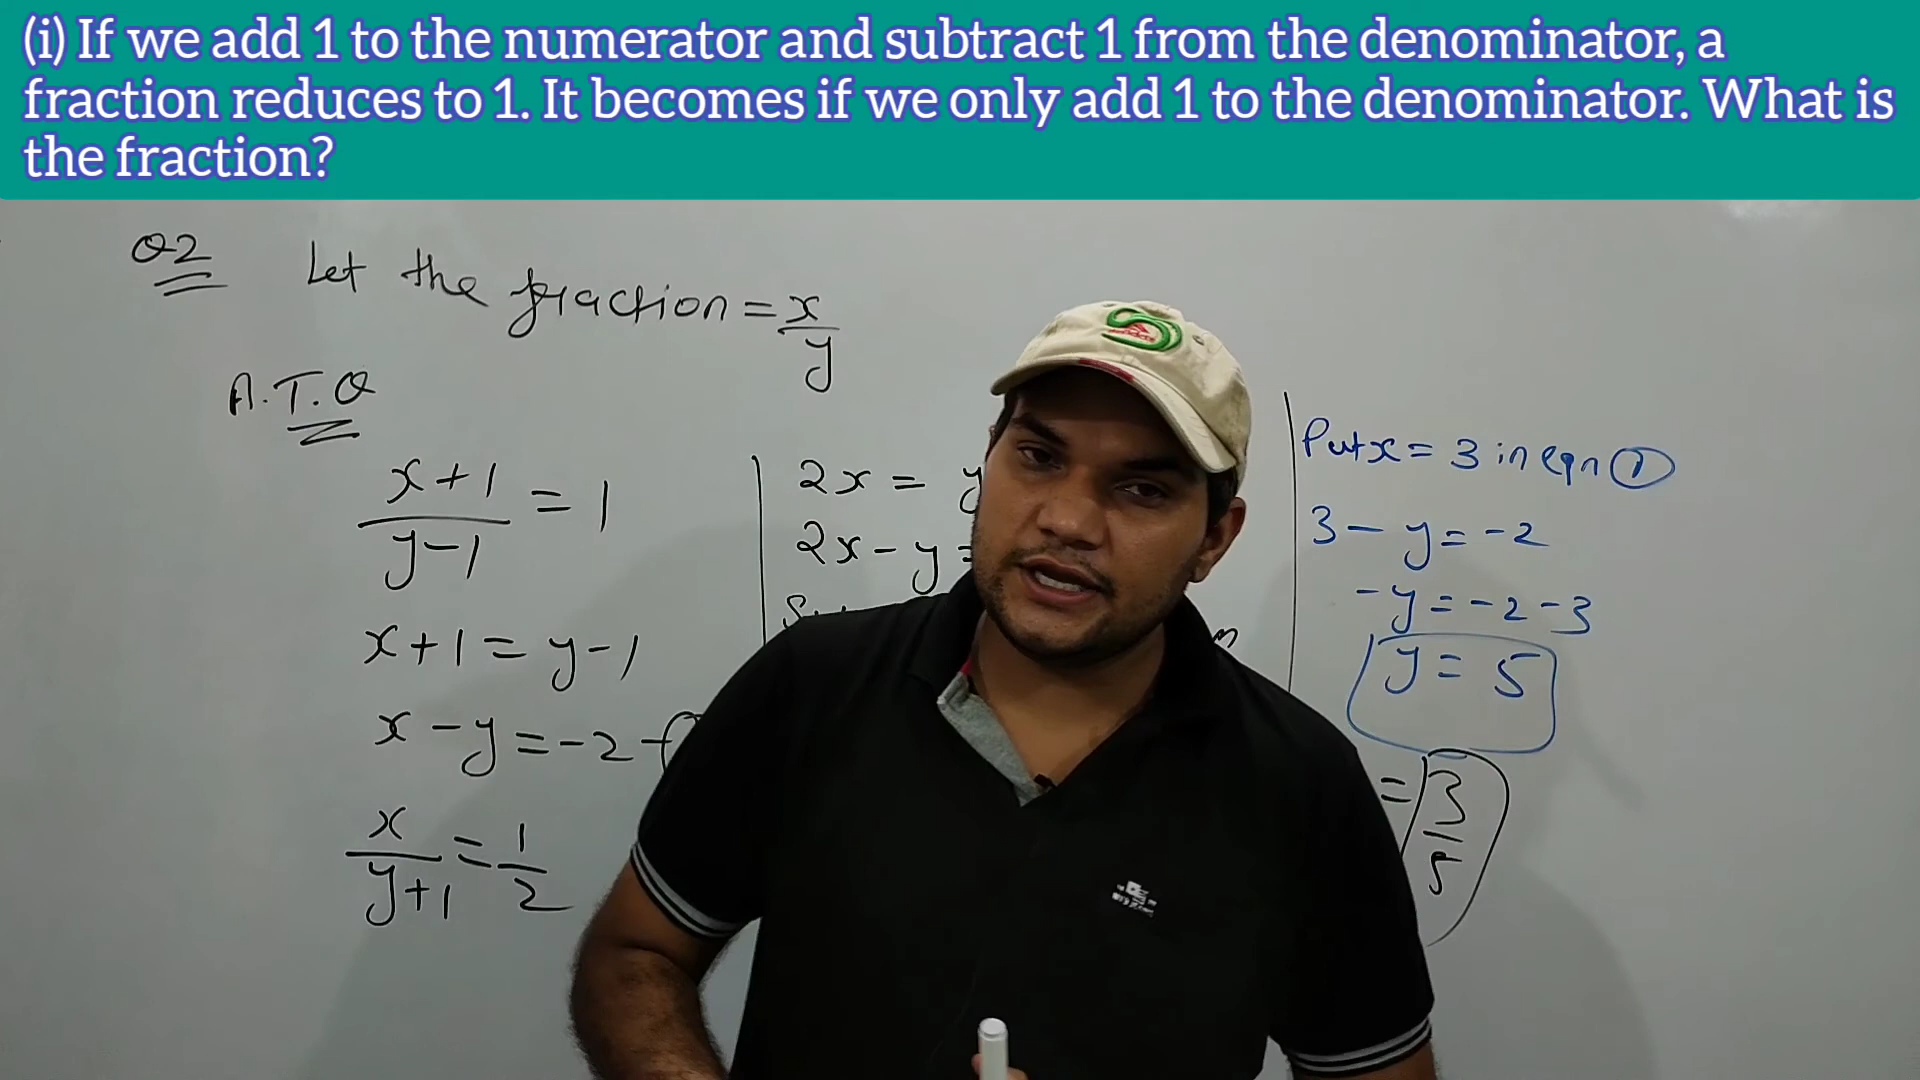 (i) If we add 1 to the numerator and subtract 1 from the denominator, a
fraction reduces to 1. It becomes if we only add 1 to the denominator. What is
the fraction?
Q2 Let the fraction = x/y
A.T.Q
x+1/y-1 = 1
x+1 = y-1
x - y = -2 -
x/y+1 = 1/2
2x = y
2x - y =
Put x = 3 in eqn ①
3 - y = -2
-y = -2 -3
y = 5
= 3/5